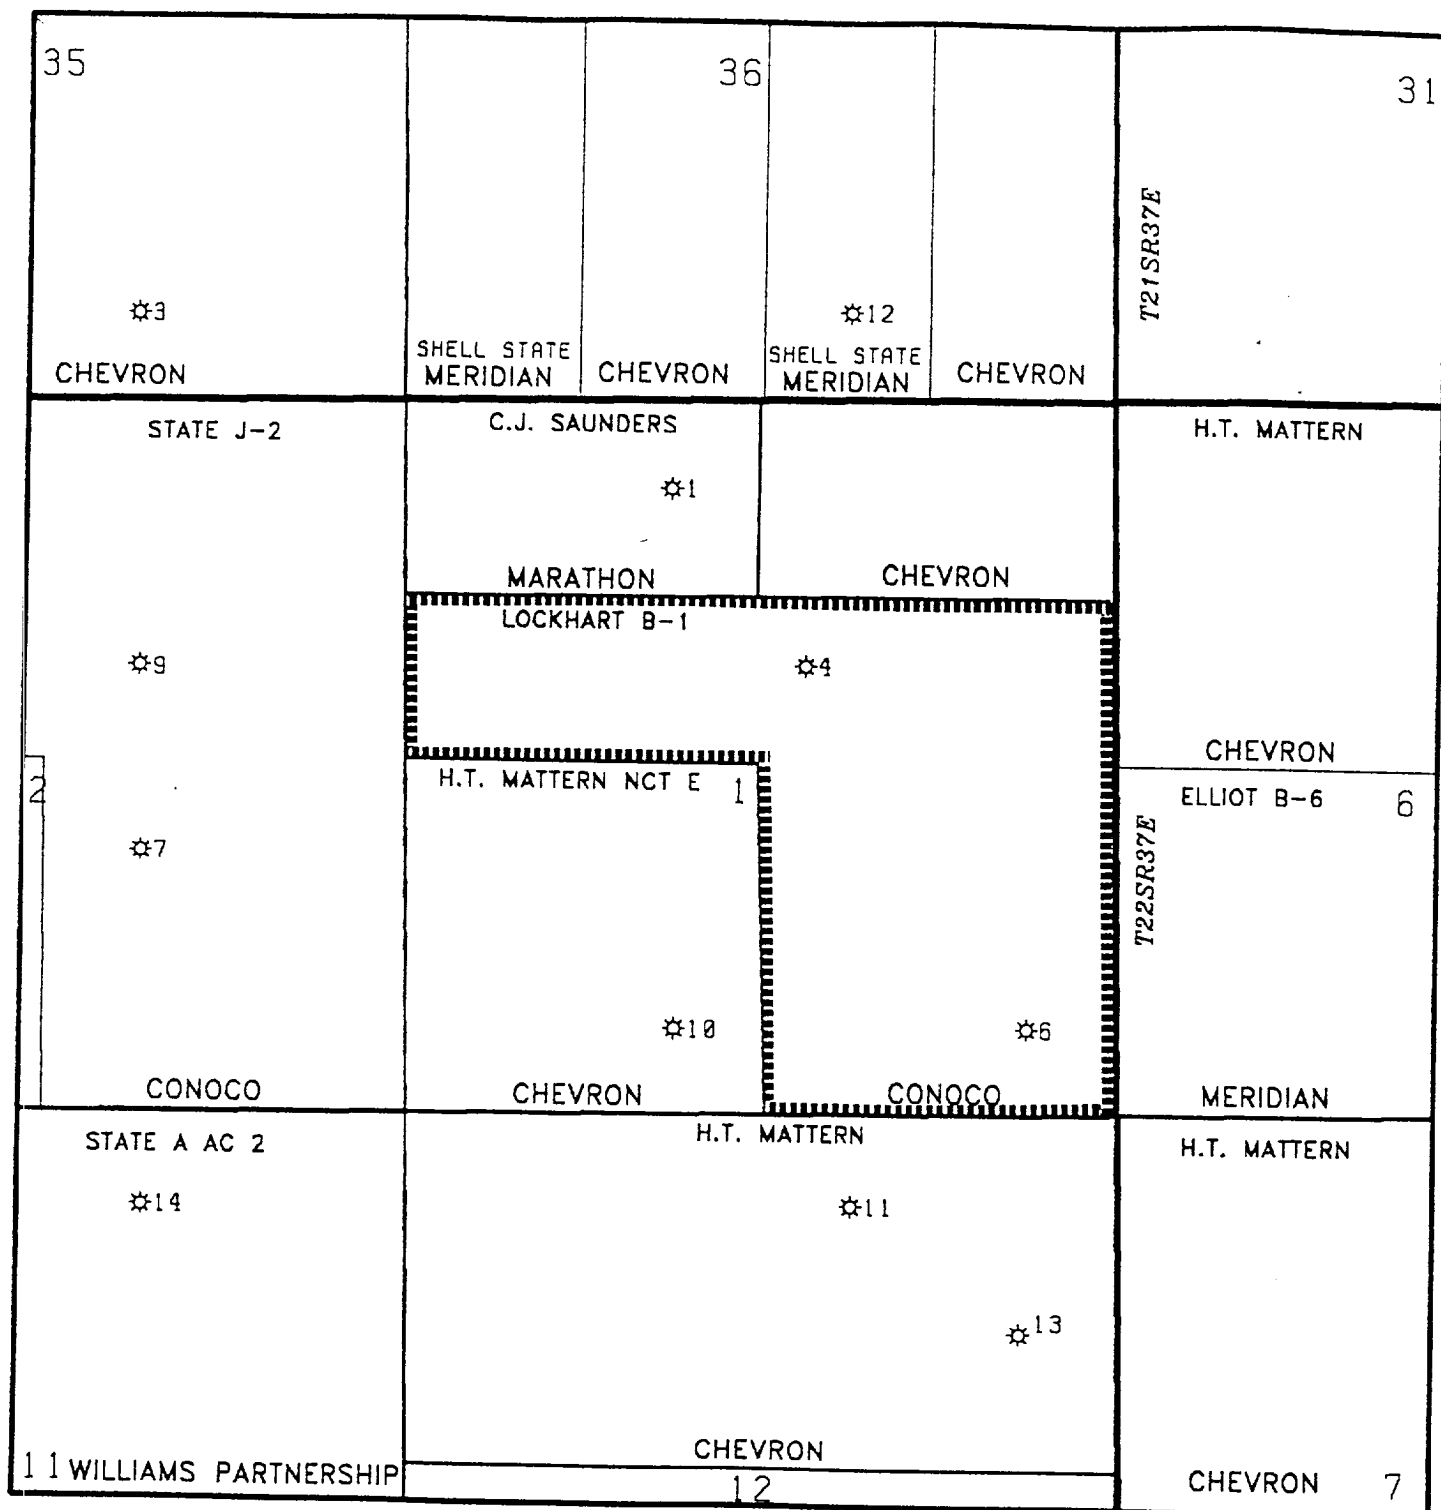 35
36
31
T21SR37E
3
12
SHELL STATE
MERIDIAN
CHEVRON
CHEVRON
SHELL STATE
MERIDIAN
CHEVRON
STATE J-2
C.J. SAUNDERS
H.T. MATTERN
1
MARATHON
CHEVRON
LOCKHART B-1
9
4
CHEVRON
2
H.T. MATTERN NCT E
1
ELLIOT B-6
6
7
T22SR37E
10
6
CONOCO
CHEVRON
CONOCO
MERIDIAN
STATE A AC 2
H.T. MATTERN
H.T. MATTERN
14
11
13
CHEVRON
11 WILLIAMS PARTNERSHIP
12
CHEVRON
7